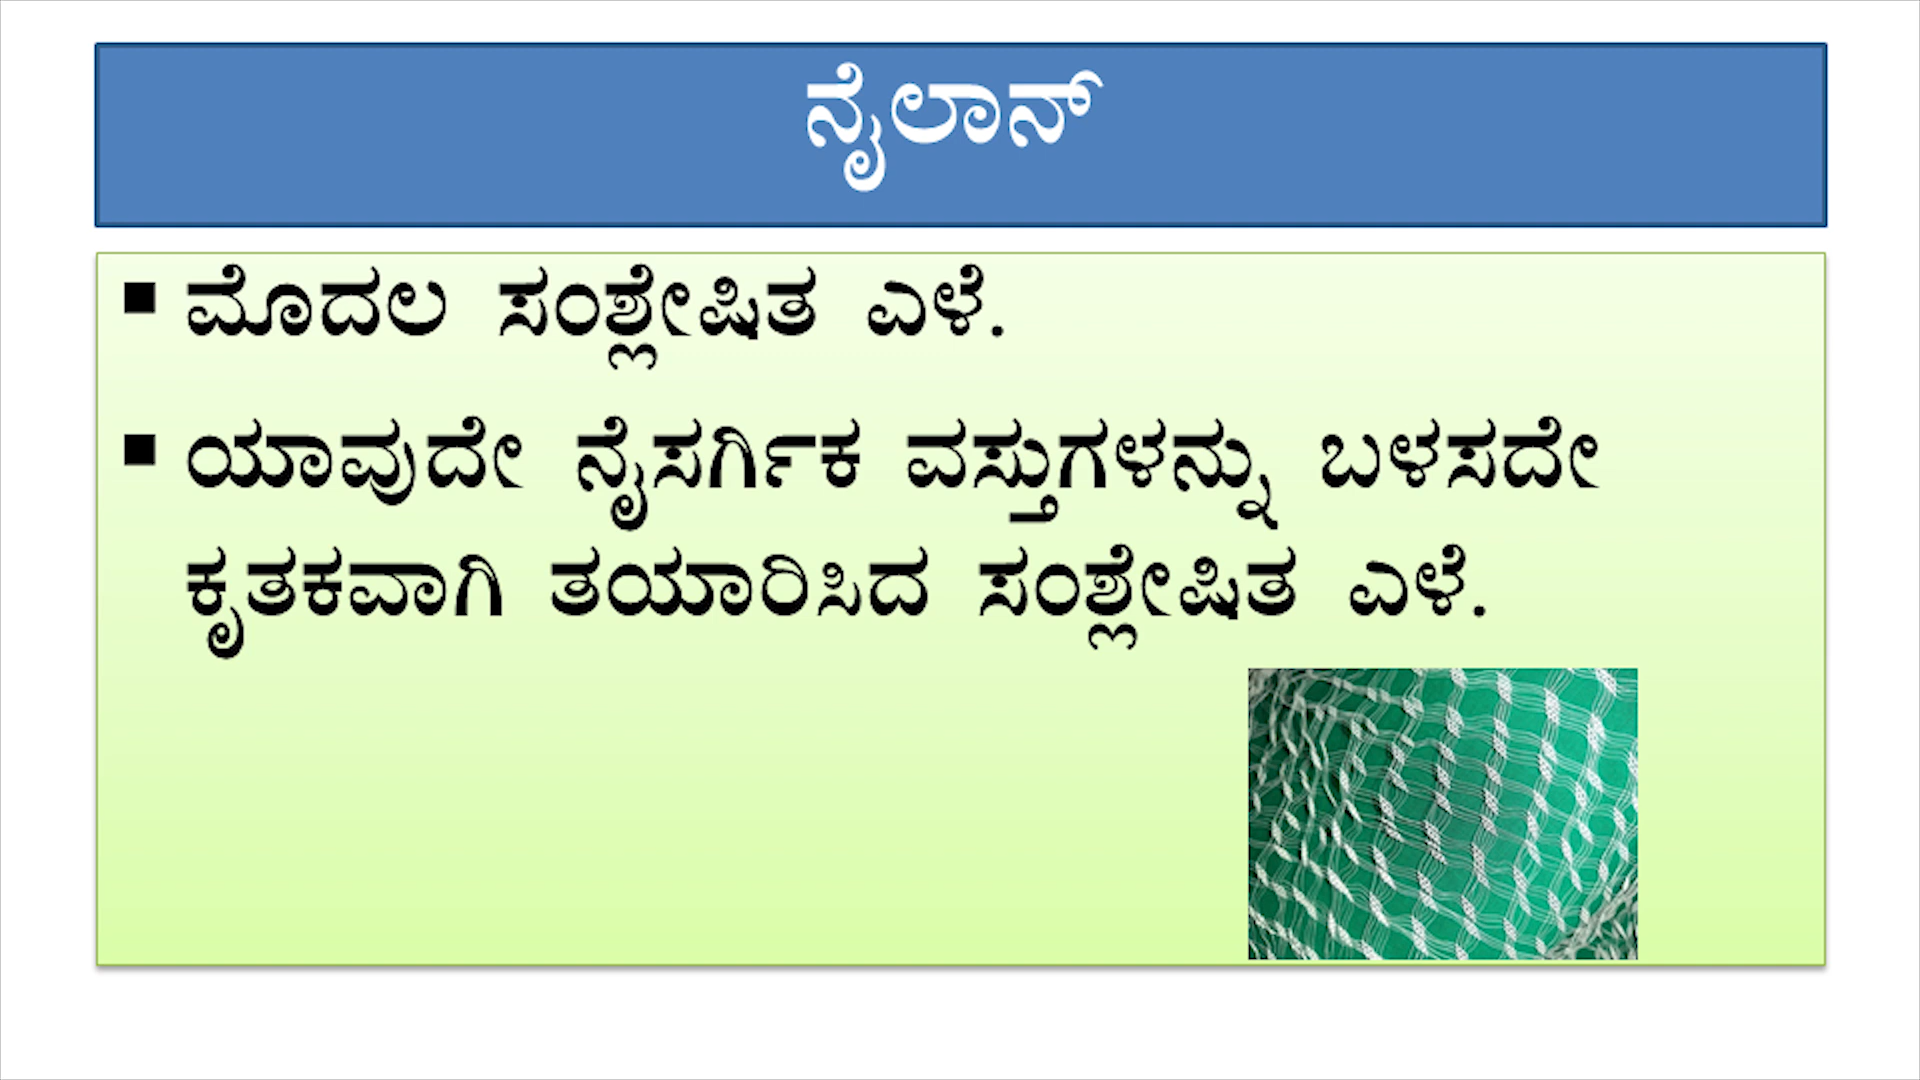 ನೈಲಾನ್
▪ ಮೊದಲ ಸಂಶ್ಲೇಷಿತ ಎಳೆ.
▪ ಯಾವುದೇ ನೈಸರ್ಗಿಕ ವಸ್ತುಗಳನ್ನು ಬಳಸದೇ
ಕೃತಕವಾಗಿ ತಯಾರಿಸಿದ ಸಂಶ್ಲೇಷಿತ ಎಳೆ.